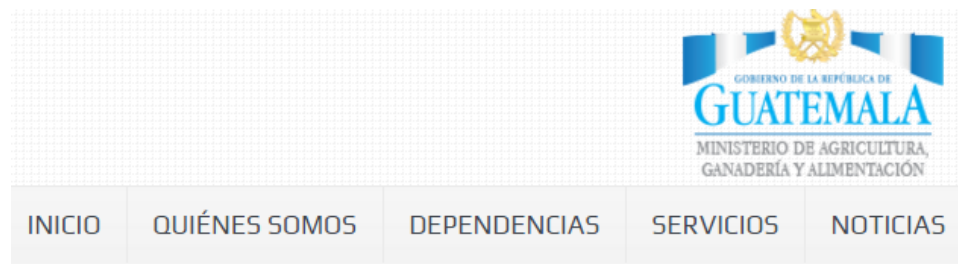 GOBIERNO DE LA REPÚBLICA DE
GUATEMALA
MINISTERIO DE AGRICULTURA,
GANADERÍA Y ALIMENTACIÓN
INICIO QUIÉNES SOMOS DEPENDENCIAS SERVICIOS NOTICIAS